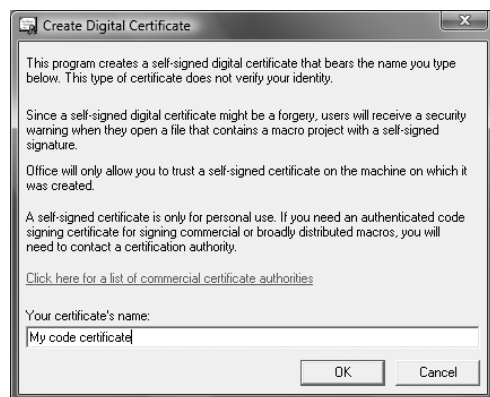 Create Digital Certificate
This program creates a self-signed digital certificate that bears the name you type
below. This type of certificate does not verify your identity.
Since a self-signed digital certificate might be a forgery, users will receive a security
warning when they open a file that contains a macro project with a self-signed
signature.
Office will only allow you to trust a self-signed certificate on the machine on which it
was created.
A self-signed certificate is only for personal use. If you need an authenticated code
signing certificate for signing commercial or broadly distributed macros, you will
need to contact a certification authority.
Click here for a list of commercial certificate authorities
Your certificate's name:
My code certificate
OK Cancel